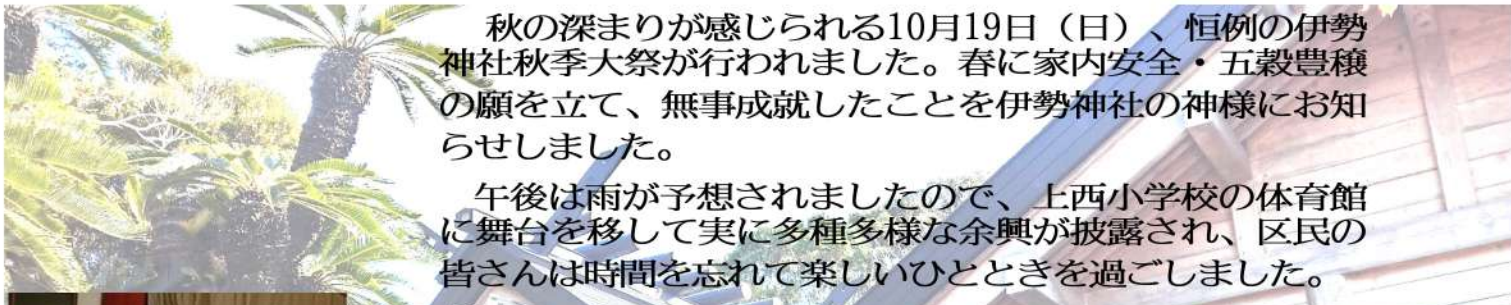 秋の深まりが感じられる10月19日（日）、恒例の伊勢
神社秋季大祭が行われました。春に家内安全・五穀豊穣
の願を立て、無事成就したことを伊勢神社の神様にお知
らせしました。
午後は雨が予想されましたので、上西小学校の体育館
に舞台を移して実に多種多様な余興が披露され、区民の
皆さんは時間を忘れて楽しいひとときを過ごしました。